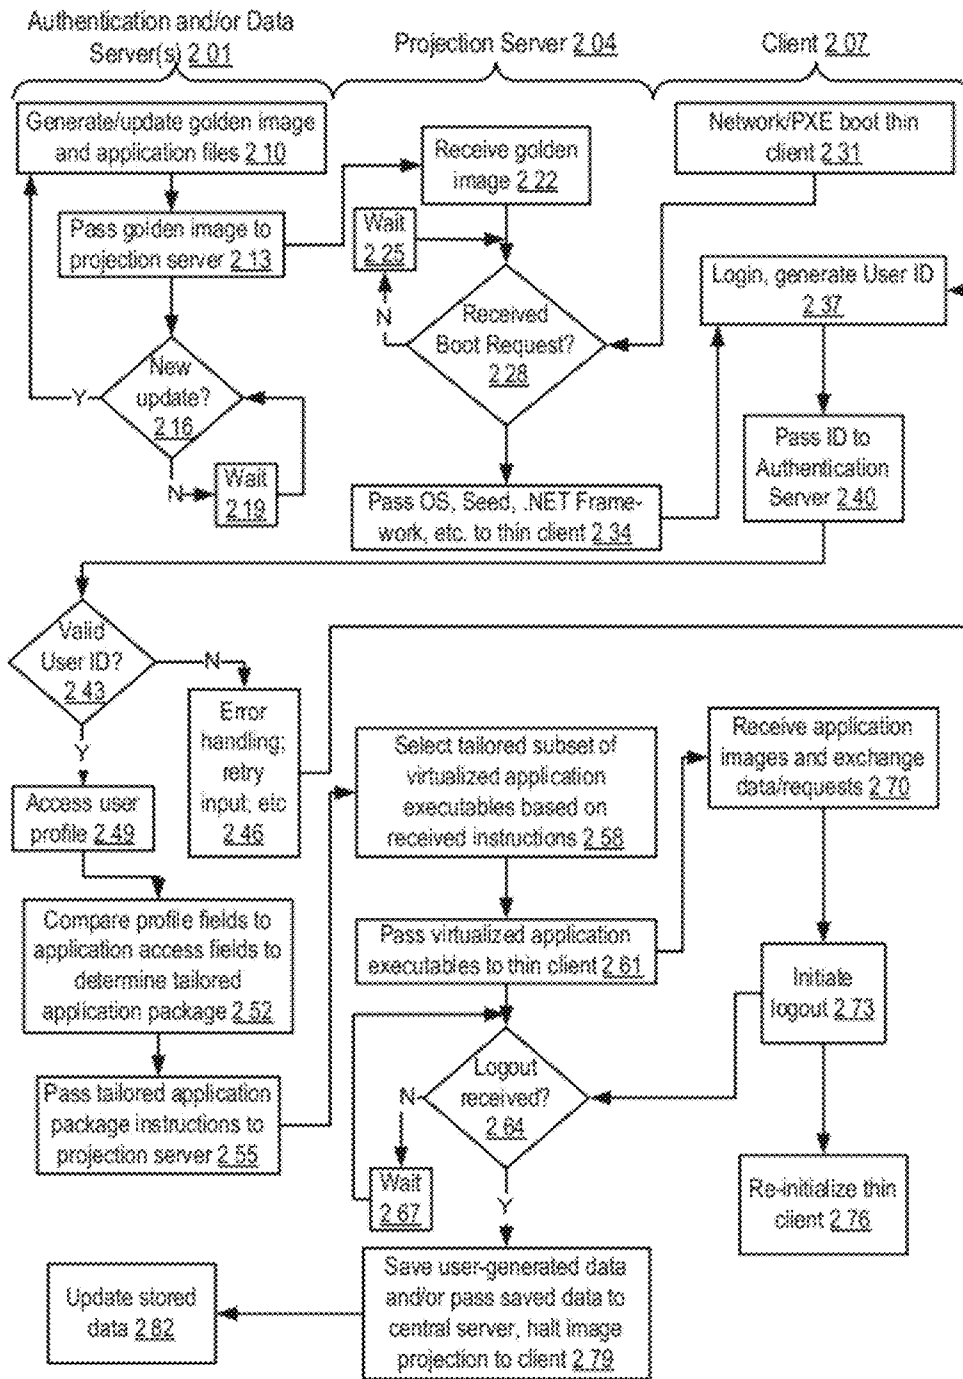 Authentication and/or Data
Server(s) 2.01
Projection Server 2.04
Client 2.07
Generate/update golden image
and application files 2.10
Receive golden
image 2.22
Network/PXE boot thin
client 2.31
Pass golden image to
projection server 2.13
Wait
2.25
Login, generate User ID
2.37
N
Received
Boot Request?
2.28
New
update?
2.16
Y
N
Wait
2.19
Pass ID to
Authentication
Server 2.40
Pass OS, Seed, .NET Frame-
work, etc. to thin client 2.34
Valid
User ID?
2.43
N
Y
Error
handling;
retry
input; etc
2.46
Access user
profile 2.49
Select tailored subset of
virtualized application
executables based on
received instructions 2.58
Receive application
images and exchange
data/requests 2.70
Compare profile fields to
application access fields to
determine tailored
application package 2.52
Pass virtualized application
executables to thin client 2.61
Initiate
logout 2.73
Pass tailored application
package instructions to
projection server 2.55
Logout
received?
2.64
N
Y
Wait
2.67
Re-initialize thin
client 2.76
Update stored
data 2.82
Save user-generated data
and/or pass saved data to
central server, halt image
projection to client 2.79